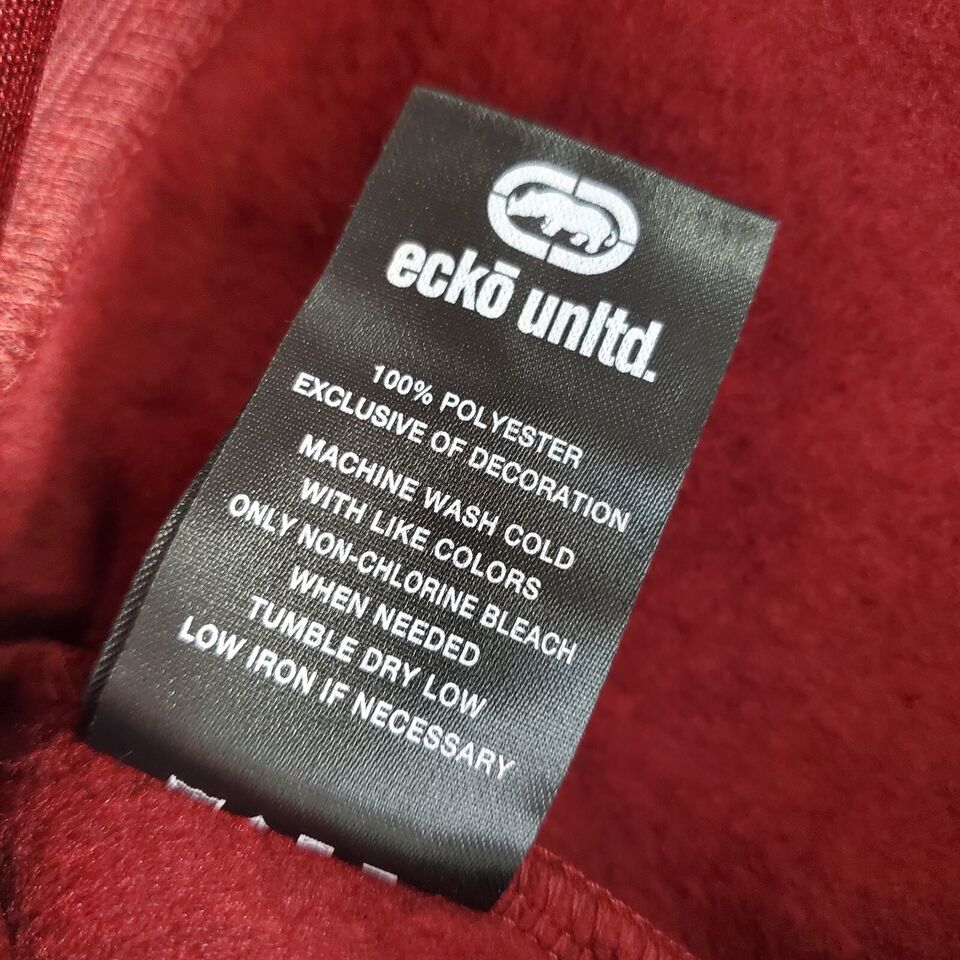 eckō unltd.
100% POLYESTER
EXCLUSIVE OF DECORATION
MACHINE WASH COLD
WITH LIKE COLORS
ONLY NON-CHLORINE BLEACH
WHEN NEEDED
TUMBLE DRY LOW
LOW IRON IF NECESSARY